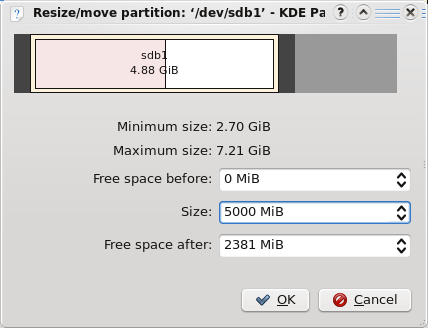 Resize/move partition: ‘/dev/sdb1’ - KDE Pa
sdb1
4.88 GiB
Minimum size: 2.70 GiB
Maximum size: 7.21 GiB
Free space before: 0 MiB
Size: 5000 MiB
Free space after: 2381 MiB
OK Cancel